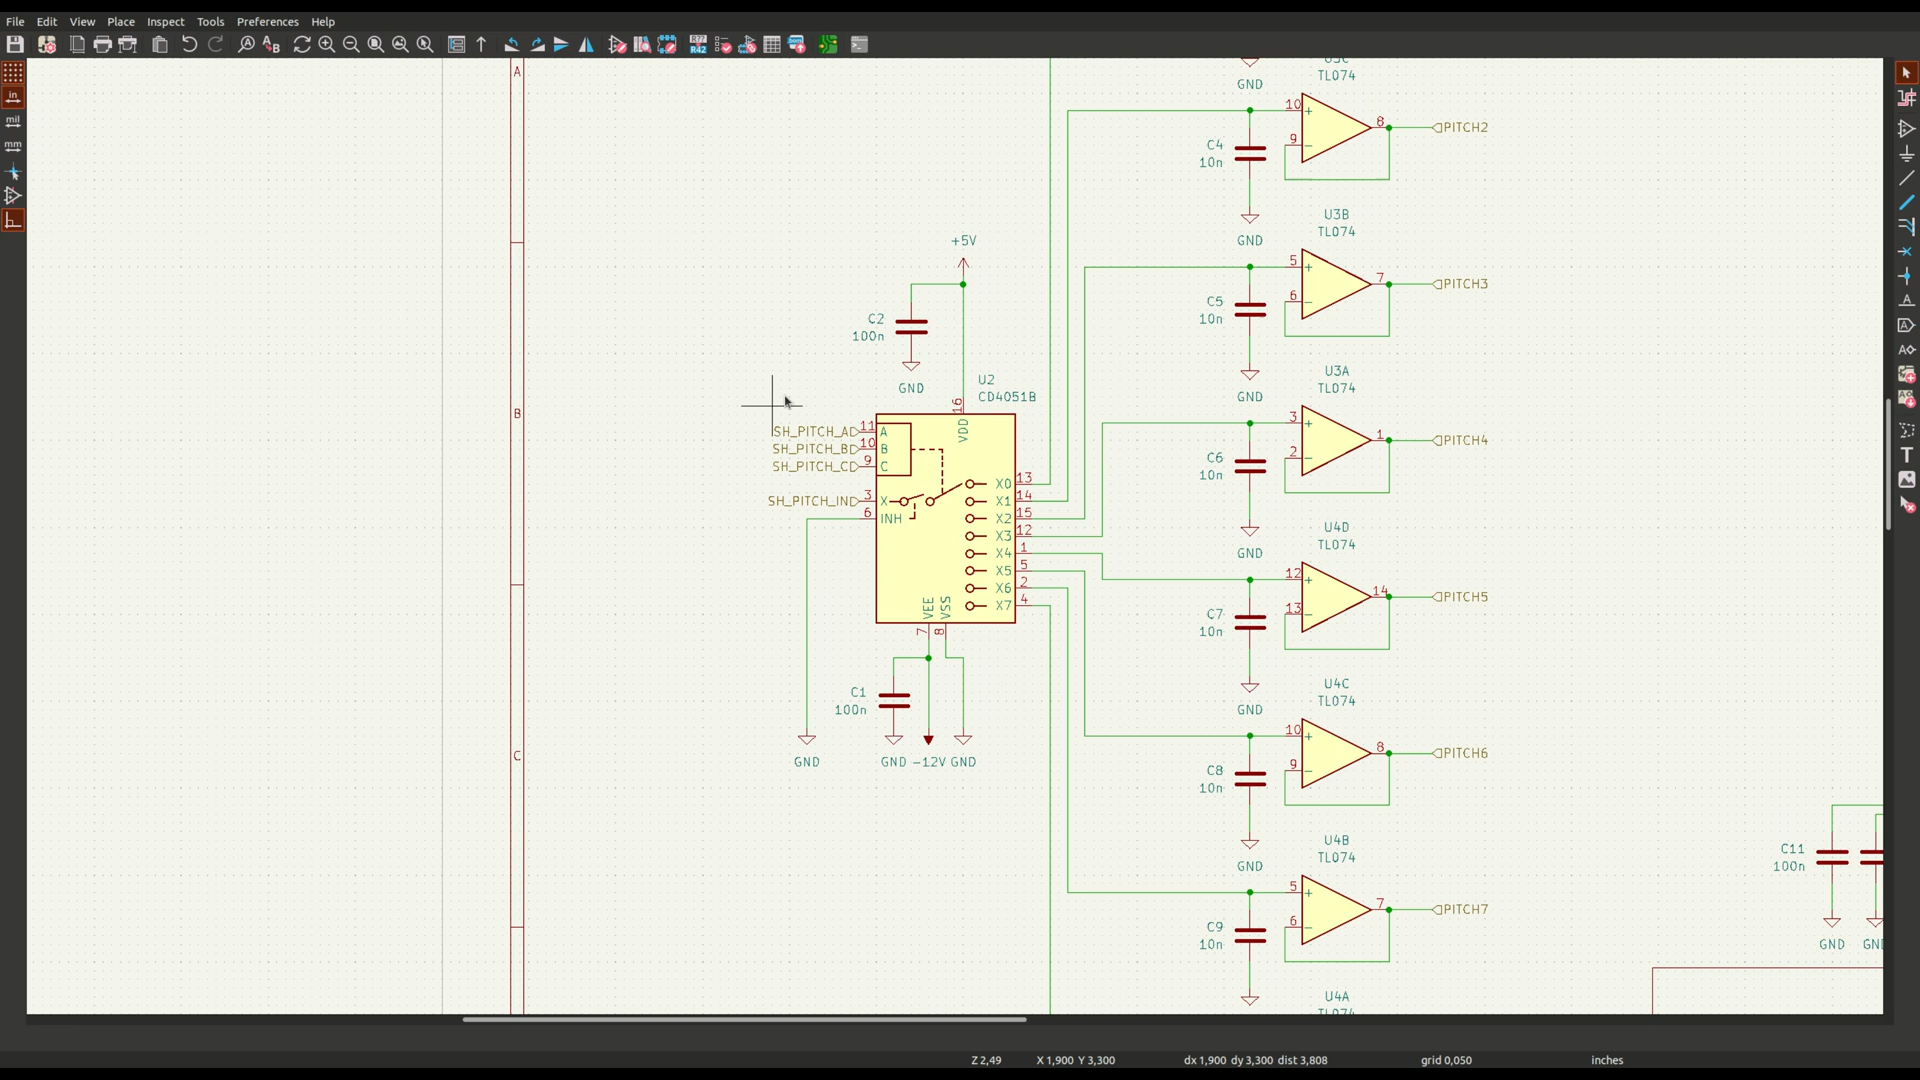 File Edit View Place Inspect Tools Preferences Help
in
mil
mm
A
B
C
TL074
GND
10
+
9
−
8
PITCH2
C4
10n
GND
U3B
TL074
5
+
6
−
7
PITCH3
C5
10n
GND
U3A
TL074
3
+
2
−
1
PITCH4
C6
10n
GND
U4D
TL074
12
+
13
−
14
PITCH5
C7
10n
GND
U4C
TL074
10
+
9
−
8
PITCH6
C8
10n
GND
U4B
TL074
5
+
6
−
7
PITCH7
C9
10n
U4A
+5V
C2
100n
GND
U2
CD4051B
16
VDD
SH_PITCH_A 11 A
SH_PITCH_B 10 B
SH_PITCH_C 9 C
SH_PITCH_IN 3 X
6 INH
X0 13
X1 14
X2 15
X3 12
X4 1
X5 5
X6 2
X7 4
VEE VSS
7 8
C1
100n
GND GND -12V GND
C11
100n
GND
Z 2,49 X 1,900 Y 3,300 dx 1,900 dy 3,300 dist 3,808 grid 0,050 inches